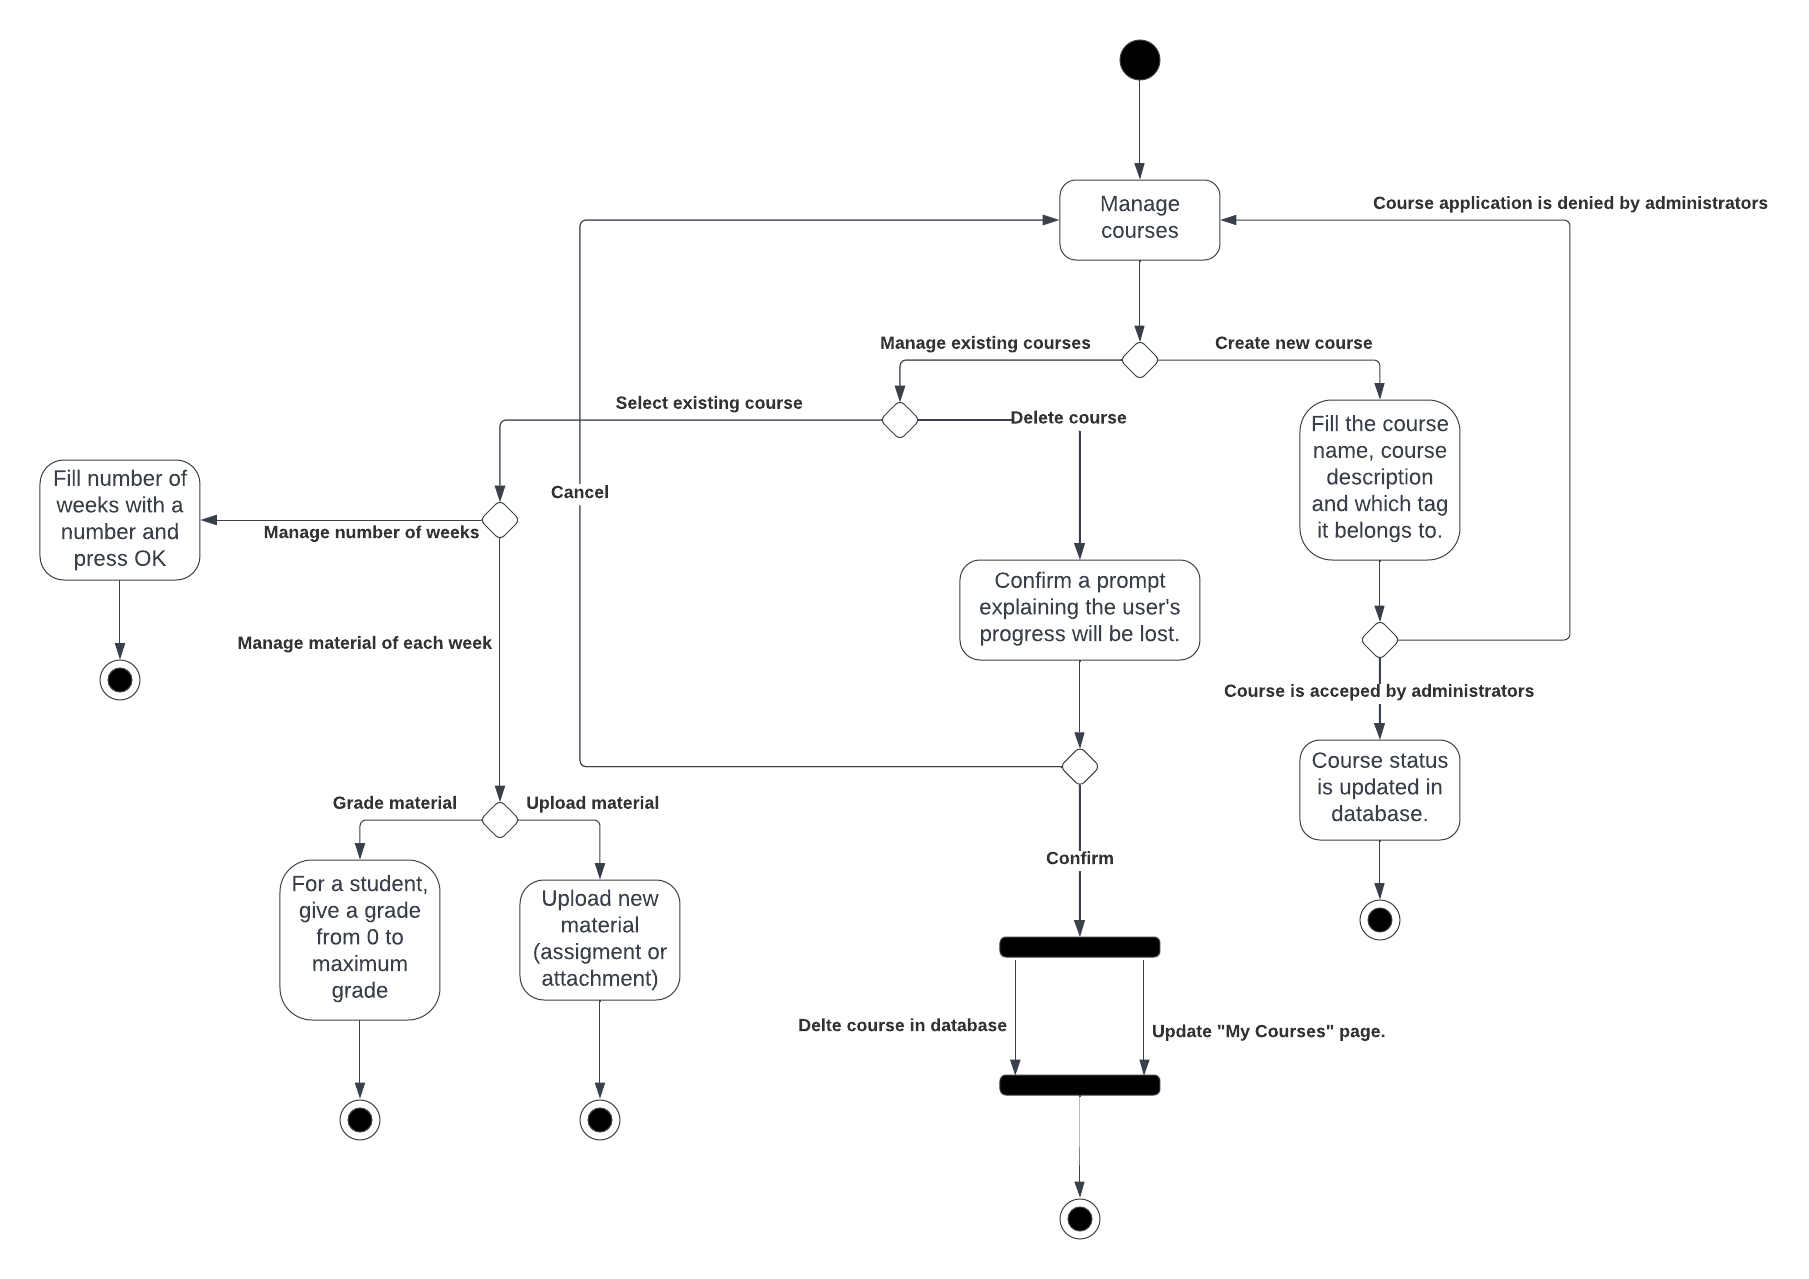 Manage
courses
Course application is denied by administrators
Manage existing courses
Create new course
Select existing course
Delete course
Fill the course
name, course
description
and which tag
it belongs to.
Fill number of
weeks with a
number and
press OK
Cancel
Manage number of weeks
Confirm a prompt
explaining the user's
progress will be lost.
Manage material of each week
Course is acceped by administrators
Course status
is updated in
database.
Grade material
Upload material
Confirm
For a student,
give a grade
from 0 to
maximum
grade
Upload new
material
(assigment or
attachment)
Delte course in database
Update "My Courses" page.